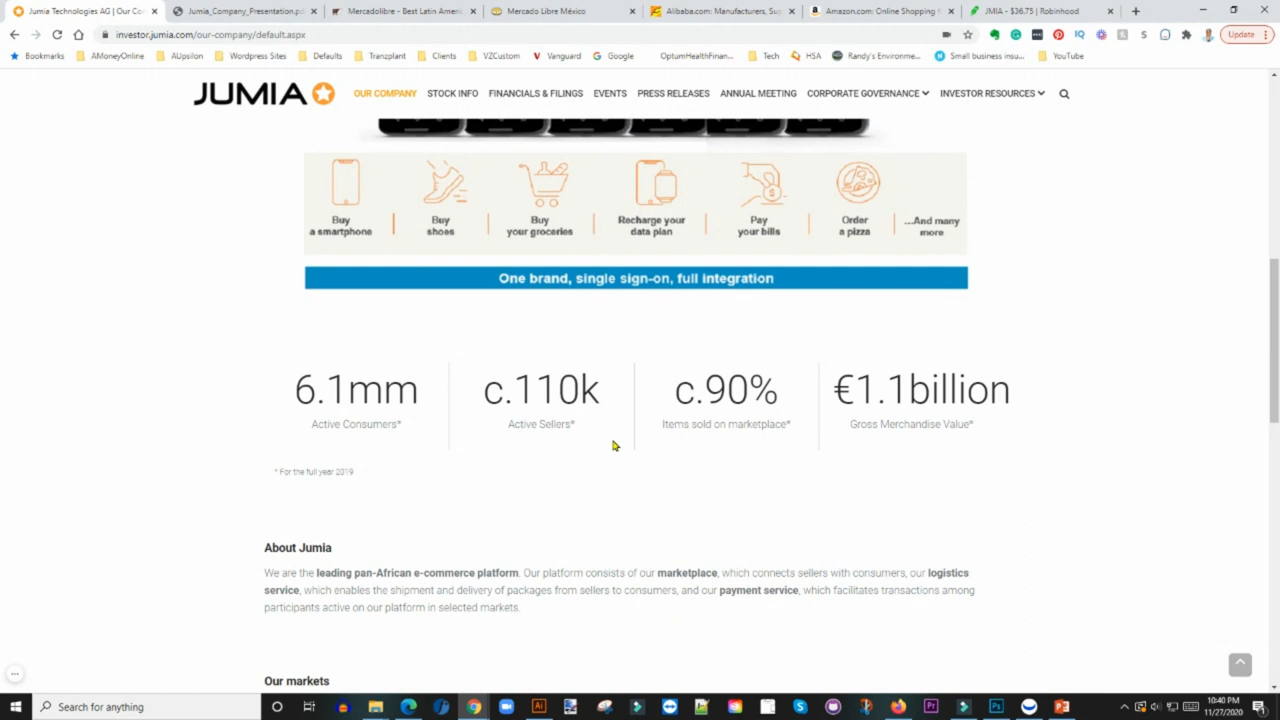 Jumia Technologies AG | Our Co
Jumia_Company_Presentation.pd
Mercadolibre - Best Latin Ameri
Mercado Libre México
Alibaba.com: Manufacturers, Sup
Amazon.com: Online Shopping
JMIA - $36.75 | Robinhood
investor.jumia.com/our-company/default.aspx
Update
Bookmarks
AMoneyOnline
AUpsilon
Wordpress Sites
Defaults
Tranzplant
Clients
VZCustom
Vanguard
Google
OptumHealthFinan...
Tech
HSA
Randy's Environme...
Small business insu...
YouTube
JUMIA
OUR COMPANY
STOCK INFO
FINANCIALS & FILINGS
EVENTS
PRESS RELEASES
ANNUAL MEETING
CORPORATE GOVERNANCE
INVESTOR RESOURCES
Buy
a smartphone
Buy
shoes
Buy
your groceries
Recharge your
data plan
Pay
your bills
Order
a pizza
...And many
more
One brand, single sign-on, full integration
6.1mm
Active Consumers*
c.110k
Active Sellers*
c.90%
Items sold on marketplace*
€1.1billion
Gross Merchandise Value*
* For the full year 2019
About Jumia
We are the leading pan-African e-commerce platform. Our platform consists of our marketplace, which connects sellers with consumers, our logistics
service, which enables the shipment and delivery of packages from sellers to consumers, and our payment service, which facilitates transactions among
participants active on our platform in selected markets.
Our markets
Search for anything
10:40 PM
11/27/2020